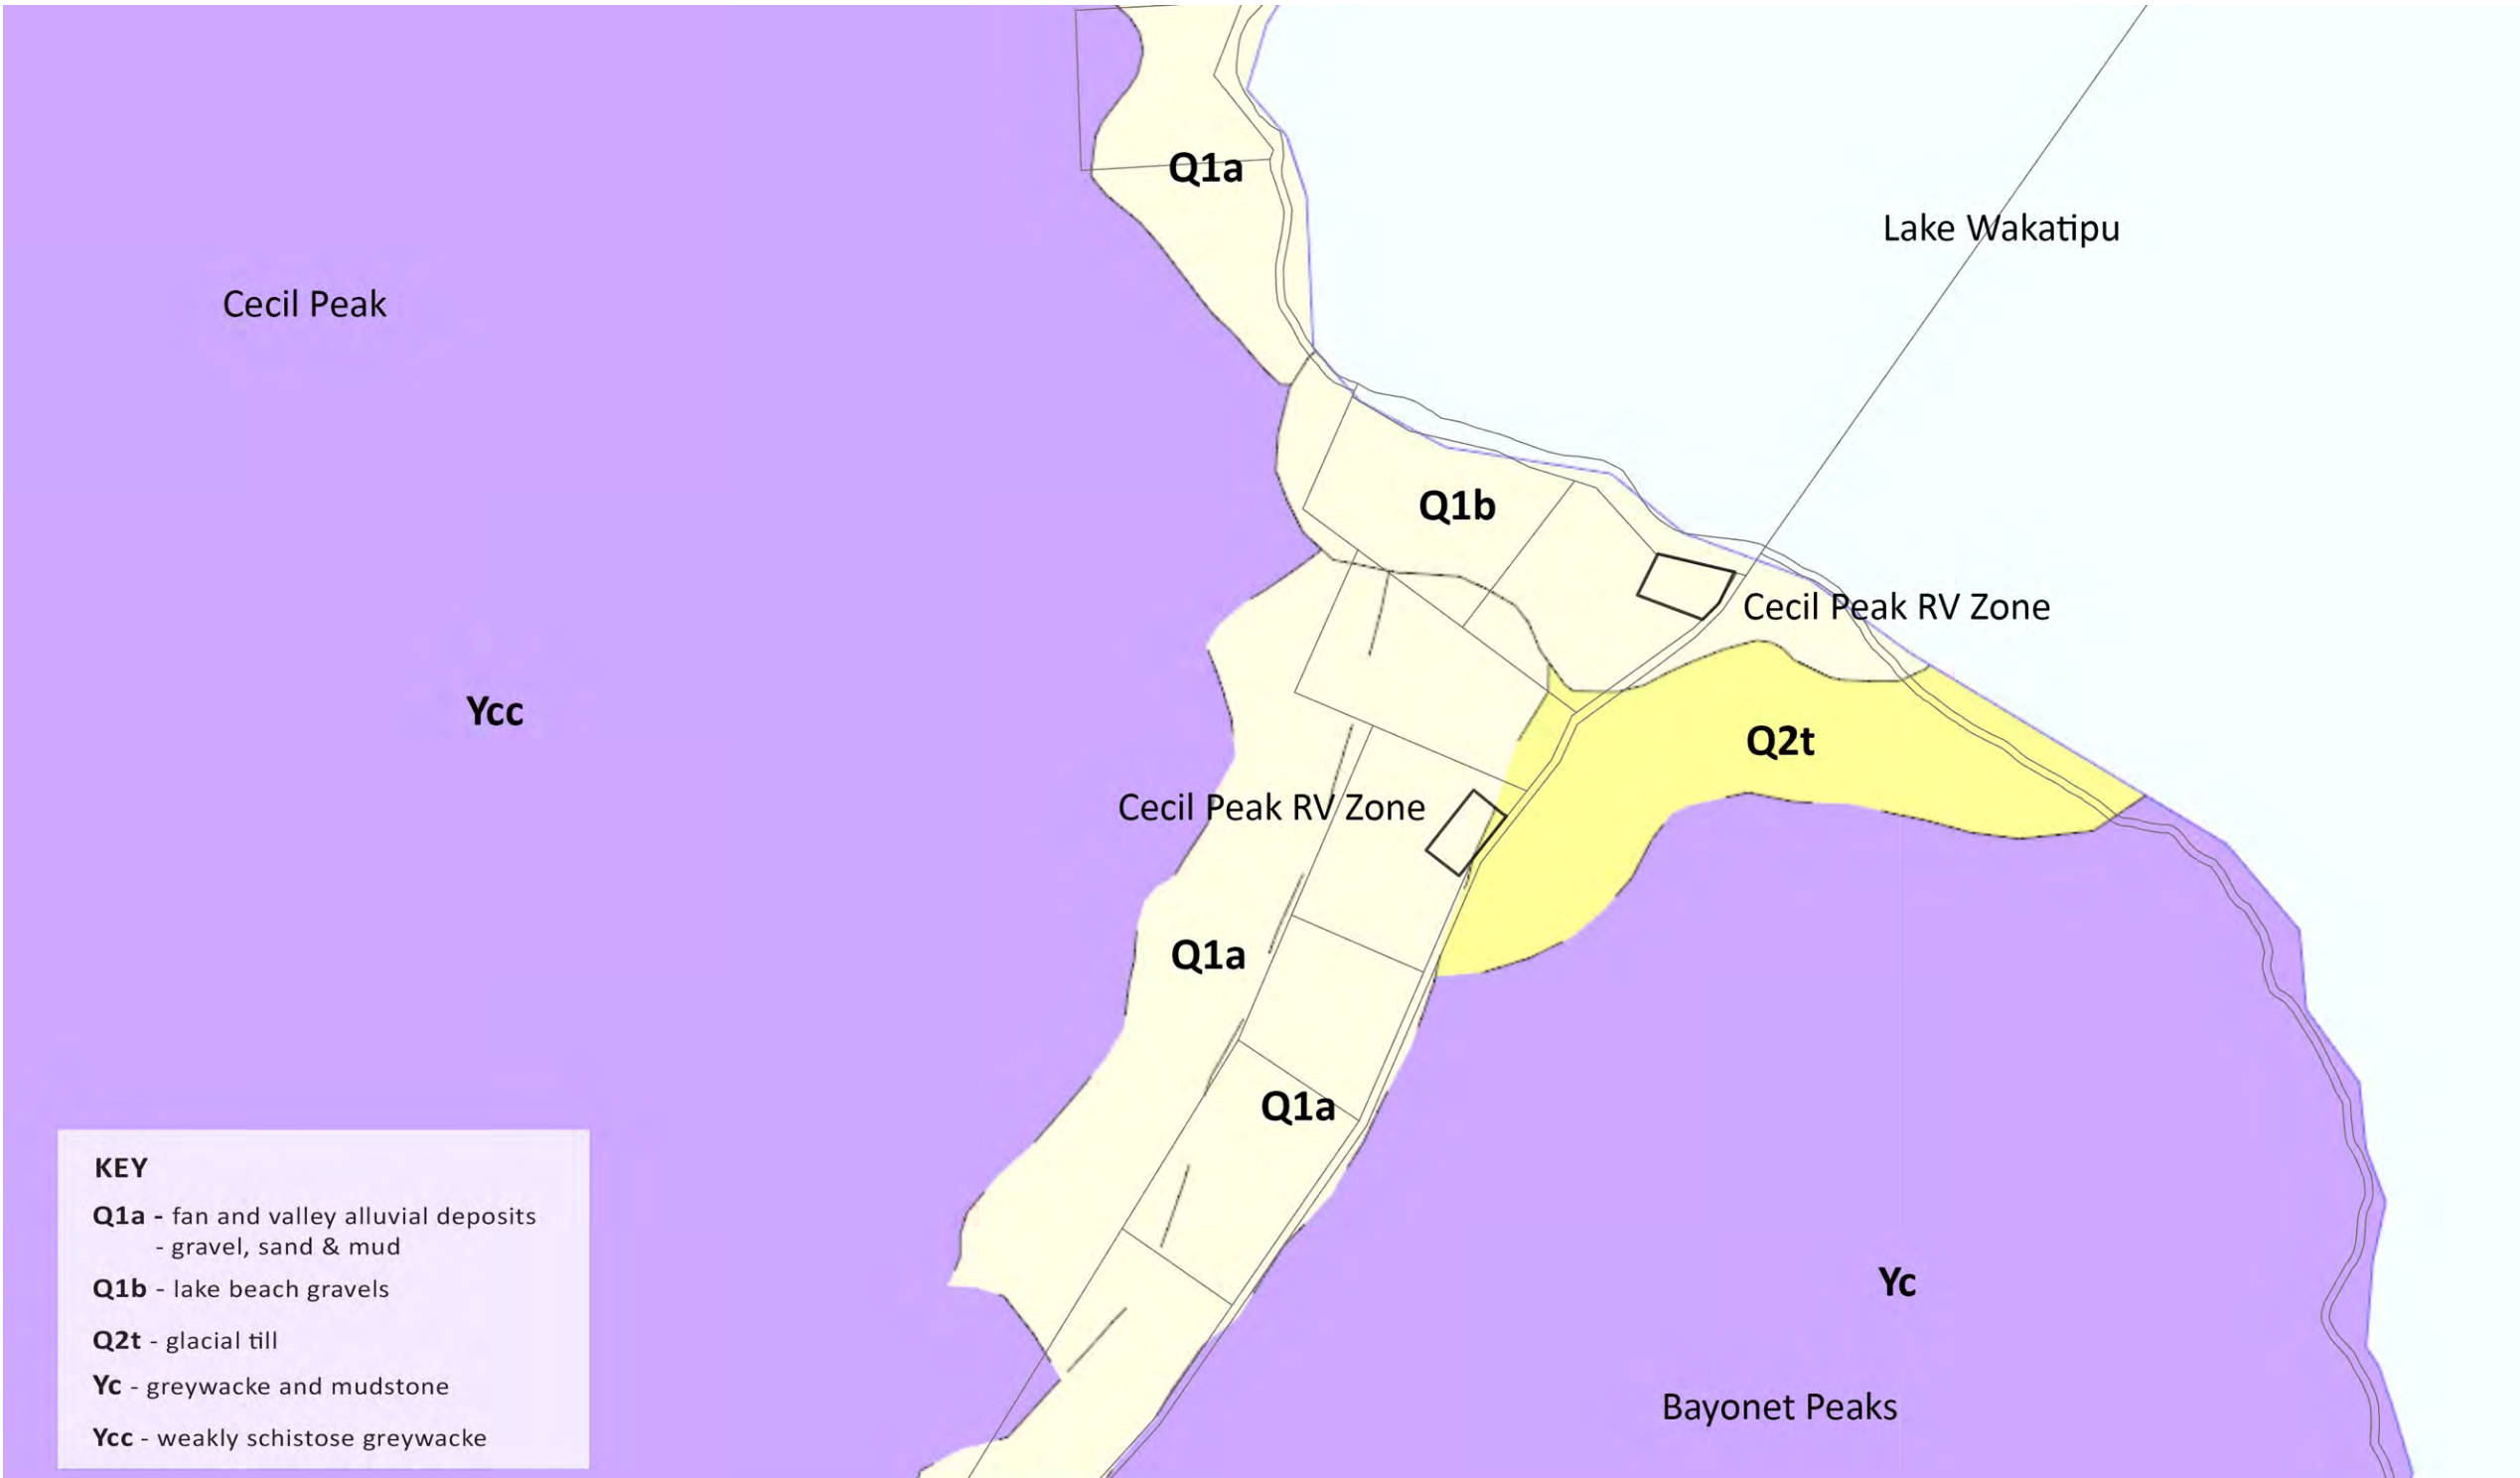 Q1a
Lake Wakatipu
Cecil Peak
Q1b
Cecil Peak RV Zone
Ycc
Q2t
Cecil Peak RV Zone
Q1a
Q1a
Yc
Bayonet Peaks
KEY
Q1a - fan and valley alluvial deposits
- gravel, sand & mud
Q1b - lake beach gravels
Q2t - glacial till
Yc - greywacke and mudstone
Ycc - weakly schistose greywacke